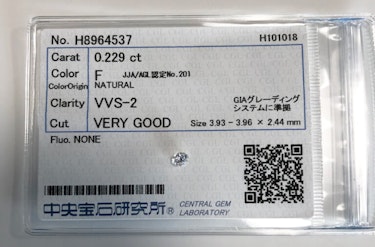 No. H8964537 H101018
Carat 0.229 ct
Color F JJA/AGL認定No.201
ColorOrigin NATURAL
Clarity VVS-2 GIAグレーディング
システムに準拠
Cut VERY GOOD Size 3.93 - 3.96 × 2.44 mm
Fluo. NONE
中央宝石研究所® CENTRAL GEM
LABORATORY